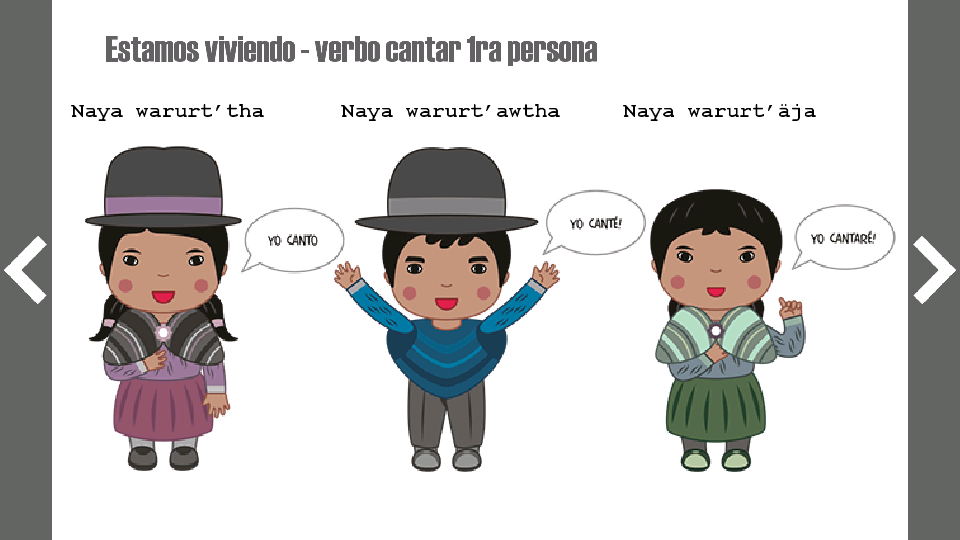 Estamos viviendo - verbo cantar 1ra persona
Naya warurt’tha
Naya warurt’awtha
Naya warurt’äja
YO CANTO
YO CANTÉ!
YO CANTARÉ!